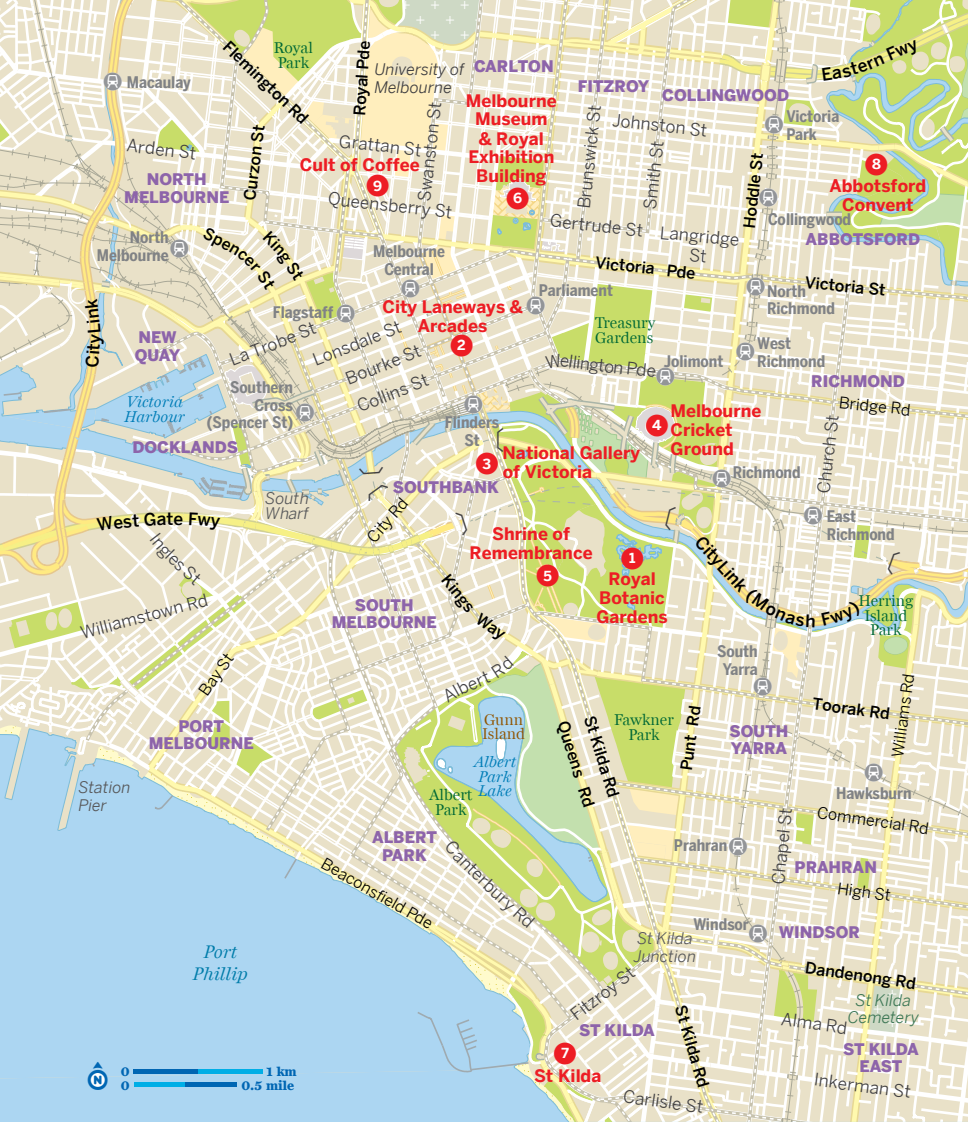 Royal
Park
Royal Pde
Flemington Rd
University of
Melbourne
CARLTON
FITZROY
COLLINGWOOD
Eastern Fwy
Macaulay
Melbourne
Museum
& Royal
Exhibition
Building
6
Swanston St
Brunswick St
Johnston St
Smith St
Victoria
Park
Hoddle St
Arden St
Curzon St
Grattan St
Cult of Coffee
9
Queensberry St
8
Abbotsford
Convent
NORTH
MELBOURNE
Collingwood
ABBOTSFORD
Gertrude St
Langridge
St
North
Melbourne
Spencer St
King St
Melbourne
Central
Victoria Pde
Victoria St
Parliament
North
Richmond
CityLink
Flagstaff
City Laneways &
Arcades
2
Treasury
Gardens
La Trobe St
Lonsdale St
Bourke St
Collins St
NEW
QUAY
Wellington Pde
Jolimont
West
Richmond
RICHMOND
Bridge Rd
Southern
Cross
(Spencer St)
Victoria
Harbour
DOCKLANDS
Flinders
St
4
Melbourne
Cricket
Ground
Church St
3
National Gallery
of Victoria
Richmond
SOUTHBANK
South
Wharf
City Rd
West Gate Fwy
East
Richmond
Ingles St
Shrine of
Remembrance
5
1
Royal
Botanic
Gardens
CityLink (Monash Fwy)
Herring
Island
Park
Williamstown Rd
SOUTH
MELBOURNE
Kings Way
South
Yarra
Bay St
Albert Rd
Toorak Rd
Williams Rd
PORT
MELBOURNE
Gunn
Island
Queens Rd
St Kilda Rd
Fawkner
Park
Punt Rd
SOUTH
YARRA
Albert
Park
Lake
Albert
Park
Station
Pier
Hawksburn
Commercial Rd
ALBERT
PARK
Canterbury Rd
Prahran
Chapel St
PRAHRAN
High St
Beaconsfield Pde
Windsor
WINDSOR
St Kilda
Junction
Port
Phillip
Dandenong Rd
Fitzroy St
St Kilda
Cemetery
ST KILDA
Alma Rd
St Kilda Rd
ST KILDA
EAST
7
St Kilda
Inkerman St
Carlisle St
N
0 1 km
0 0.5 mile